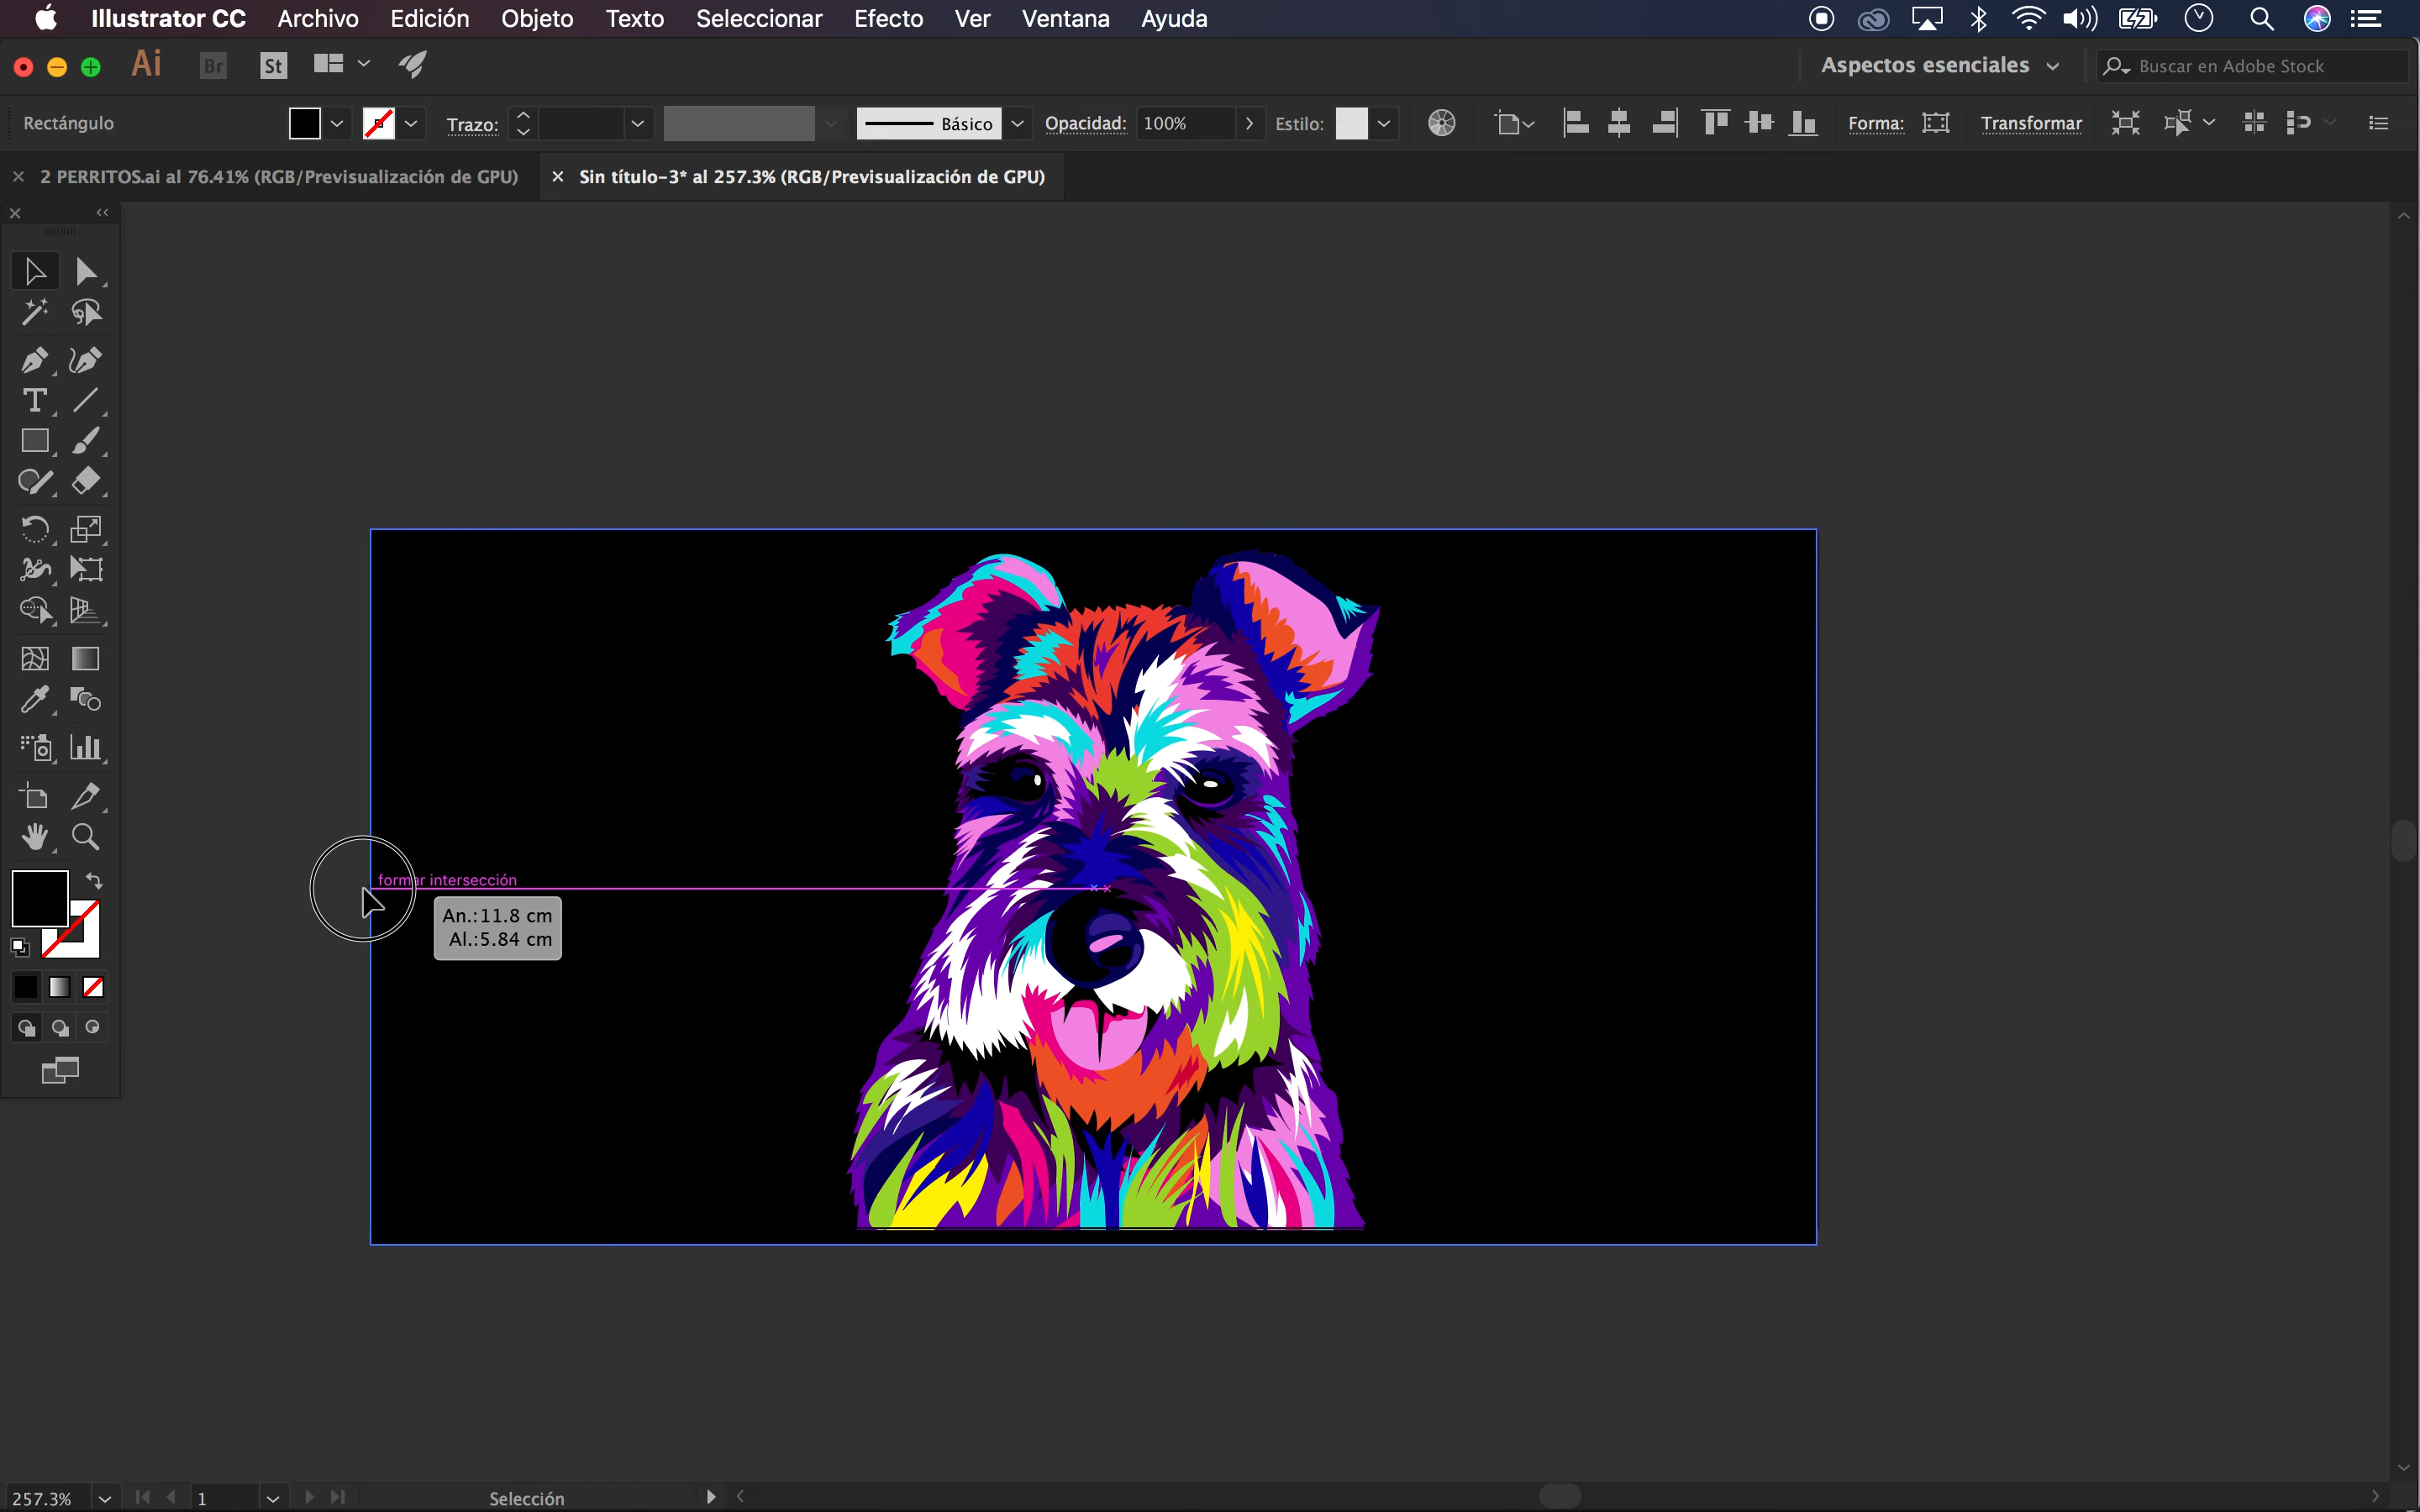 Illustrator CC Archivo Edición Objeto Texto Seleccionar Efecto Ver Ventana Ayuda
Ai Br St Aspectos esenciales Buscar en Adobe Stock
Rectángulo Trazo: Básico Opacidad: 100% Estilo: Forma: Transformar
2 PERRITOS.ai al 76.41% (RGB/Previsualización de GPU) Sin título-3* al 257.3% (RGB/Previsualización de GPU)
formar intersección
An.:11.8 cm
Al.:5.84 cm
257.3% 1 Selección